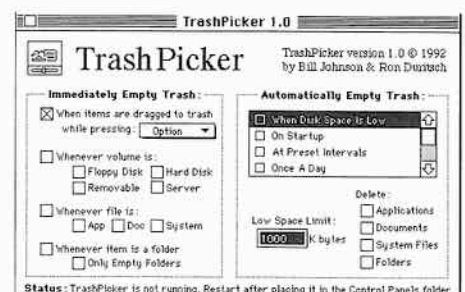 TrashPicker 1.0
TrashPicker
TrashPicker version 1.0 © 1992
by Bill Johnson & Ron Duritsch
Immediately Empty Trash:
When items are dragged to trash
while pressing: Option
Whenever volume is:
Floppy Disk Hard Disk
Removable Server
Whenever file is:
App Doc System
Whenever item is a folder
Only Empty Folders
Automatically Empty Trash:
When Disk Space Is Low
On Startup
At Preset Intervals
Once A Day
Delete:
Applications
Documents
System Files
Folders
Low Space Limit:
1000 K bytes
Status: TrashPicker is not running. Restart after placing it in the Control Panels folder